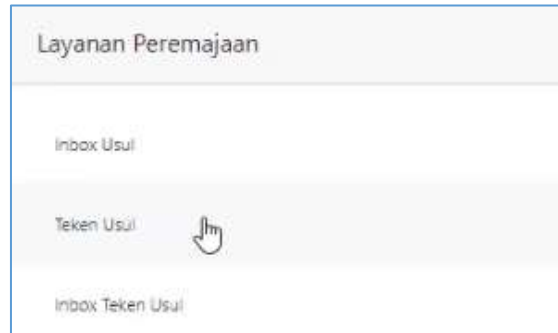 Layanan Peremajaan
Inbox Usul
Teken Usul
Inbox Teken Usul